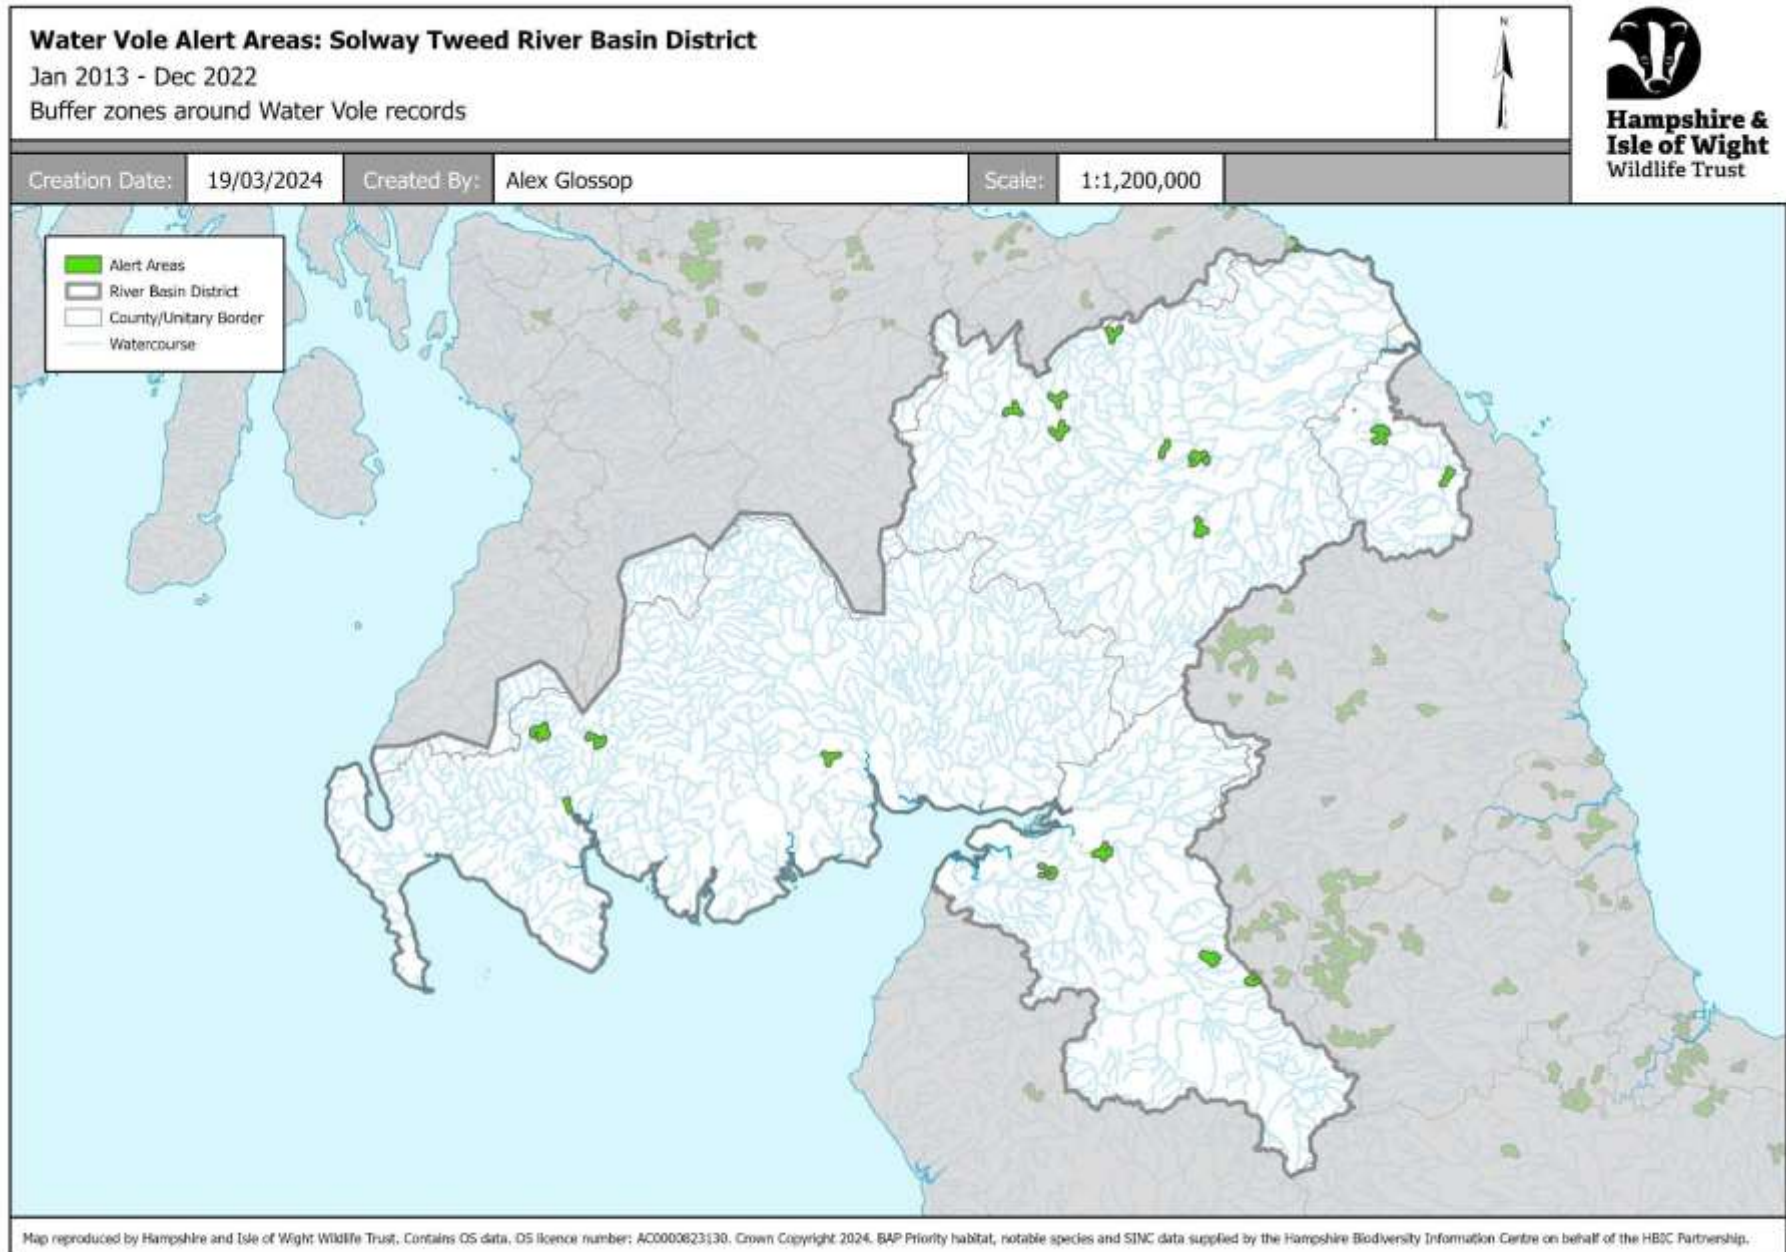 Water Vole Alert Areas: Solway Tweed River Basin District
Jan 2013 - Dec 2022
Buffer zones around Water Vole records
N
Hampshire &
Isle of Wight
Wildlife Trust
Creation Date: 19/03/2024 Created By: Alex Glossop Scale: 1:1,200,000
Alert Areas
River Basin District
County/Unitary Border
Watercourse
Map reproduced by Hampshire and Isle of Wight Wildlife Trust. Contains OS data. OS licence number: AC0000823130. Crown Copyright 2024. BAP Priority habitat, notable species and SINC data supplied by the Hampshire Biodiversity Information Centre on behalf of the HBIC Partnership.